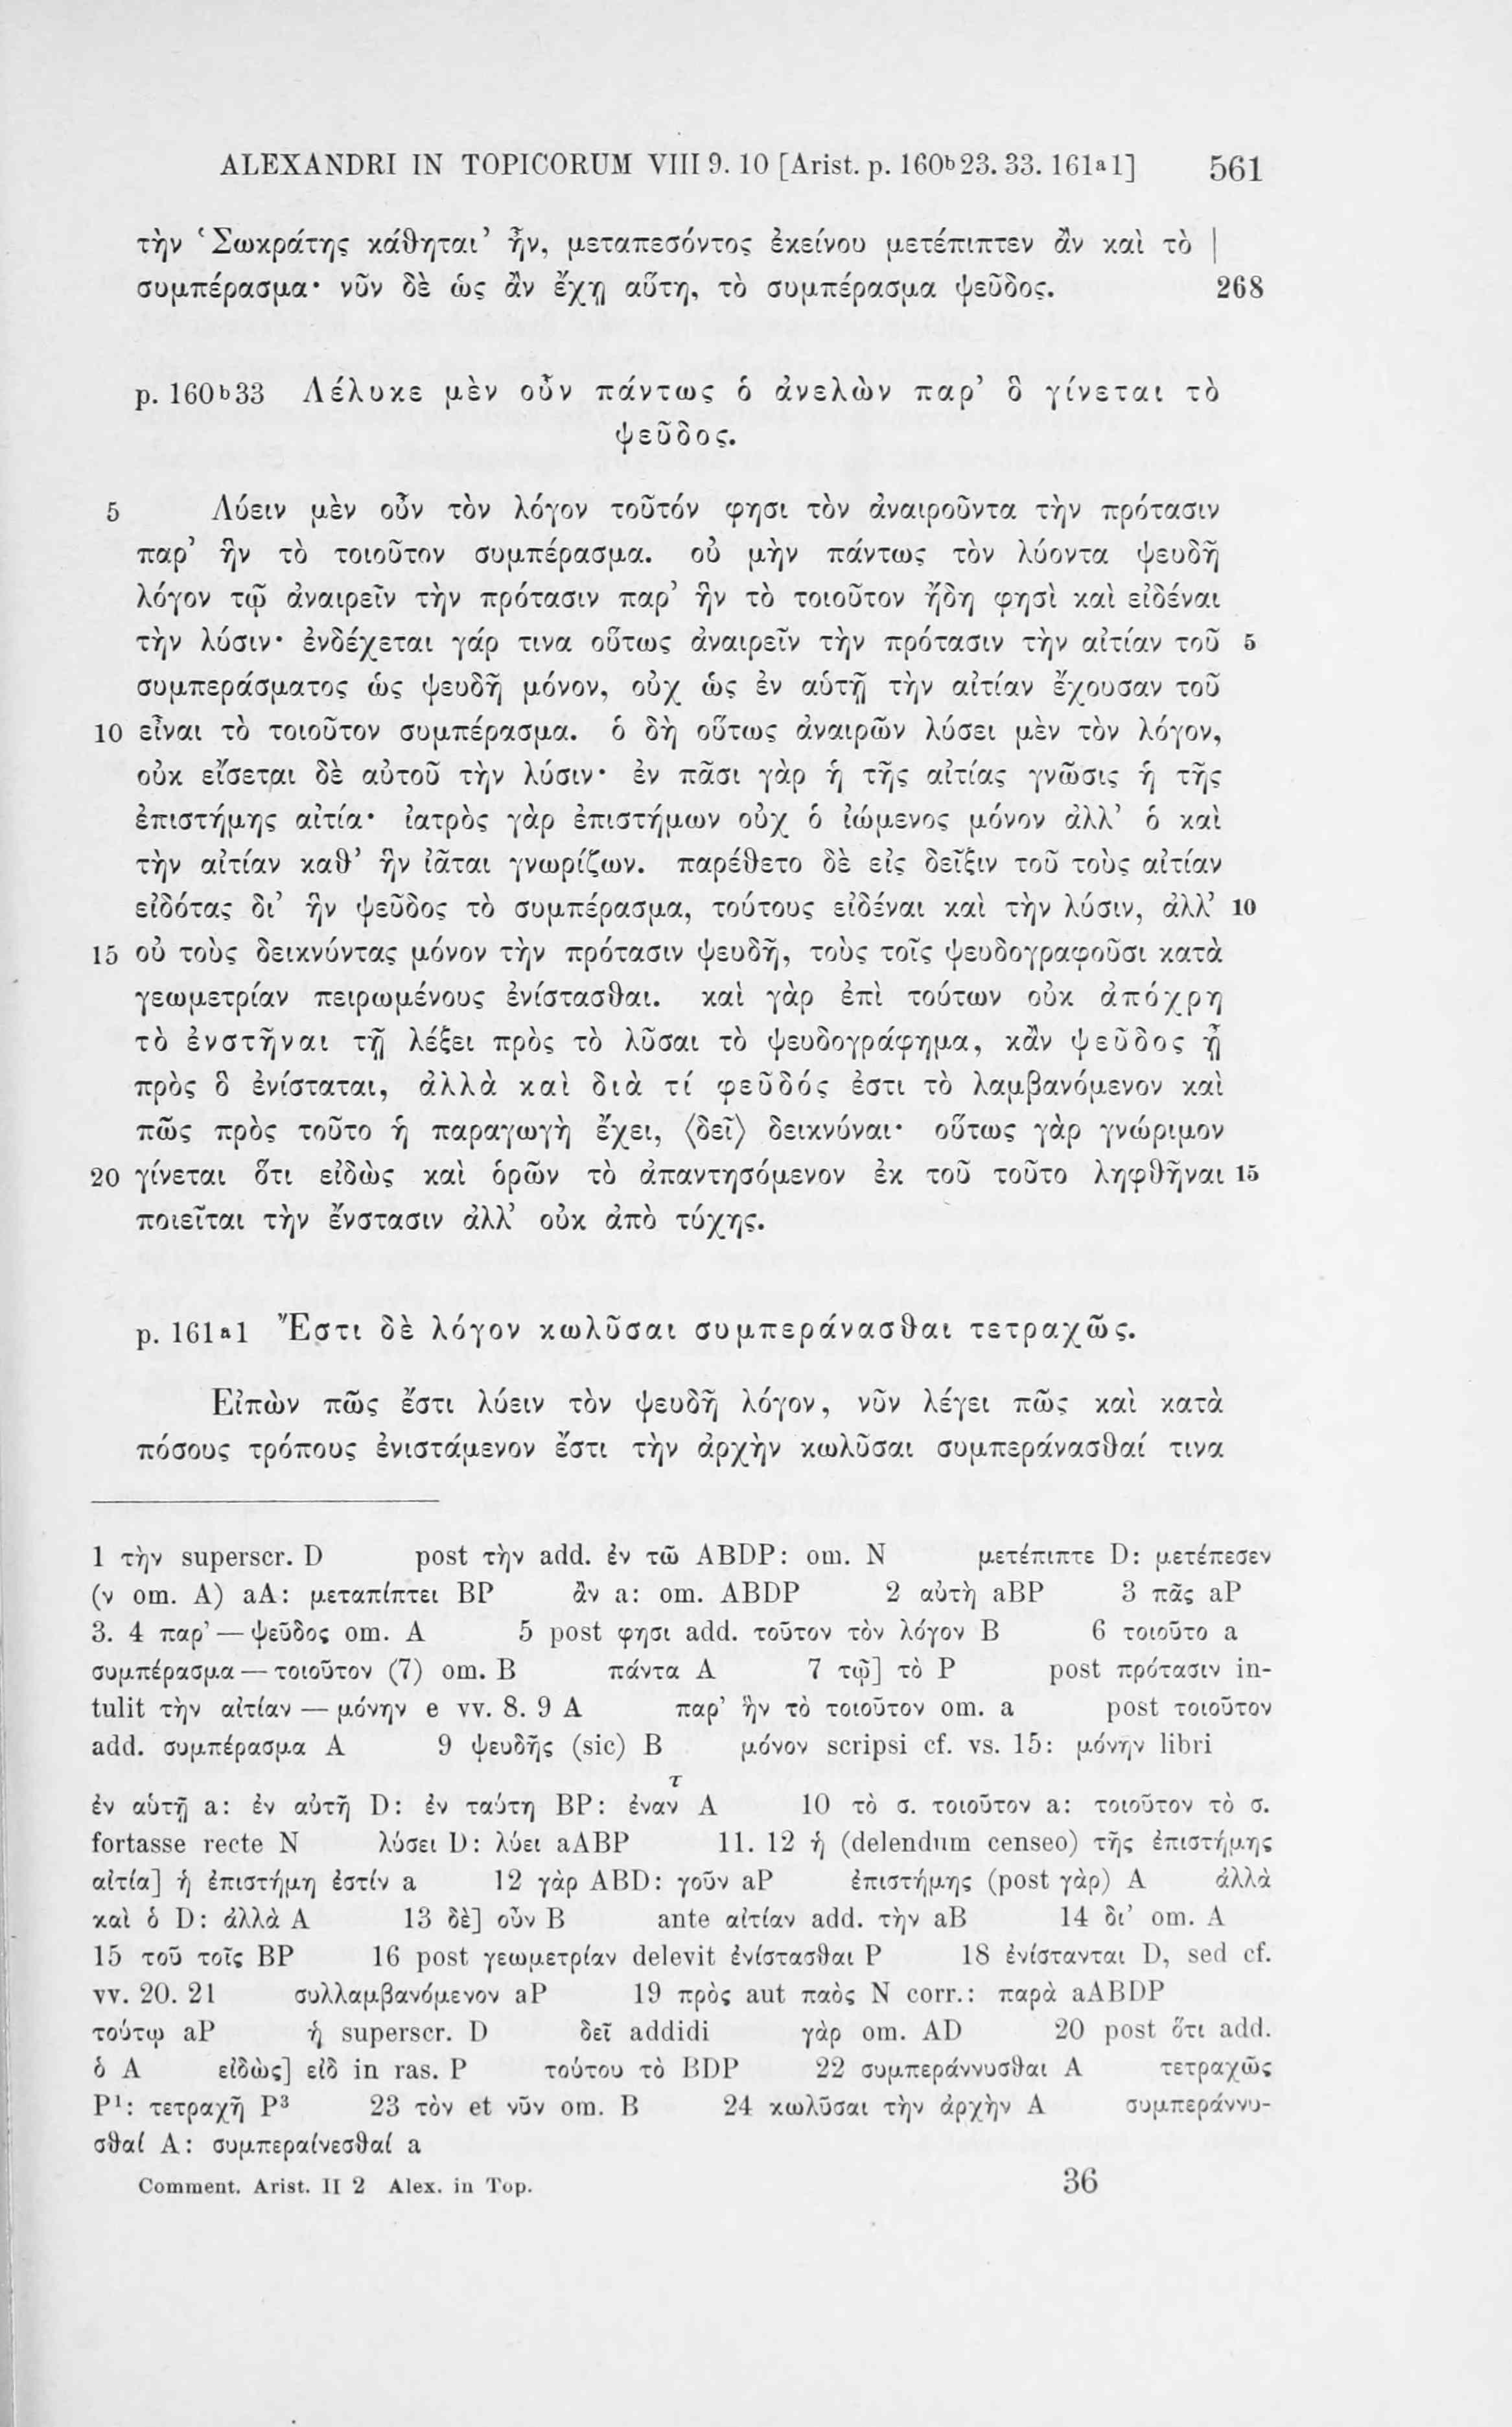 ALEXANDRI IN TOPICORUM VIII 9. 10 [Arist. p. 160ᵇ23. 33. 161ᵃ1] 561
τὴν ‘Σωκράτης κάθηται’ ἦν, μεταπεσόντος ἐκείνου μετέπιπτεν ἂν καὶ τὸ |
συμπέρασμα· νῦν δὲ ὡς ἂν ἔχῃ αὕτη, τὸ συμπέρασμα ψεῦδος. 268
p. 160ᵇ33 Λέλυκε μὲν οὖν πάντως ὁ ἀνελὼν παρ’ ὃ γίνεται τὸ
ψεῦδος.
5 Λύειν μὲν οὖν τὸν λόγον τοῦτόν φησι τὸν ἀναιροῦντα τὴν πρότασιν
παρ’ ἣν τὸ τοιοῦτον συμπέρασμα. οὐ μὴν πάντως τὸν λύοντα ψευδῆ
λόγον τῷ ἀναιρεῖν τὴν πρότασιν παρ’ ἣν τὸ τοιοῦτον ἤδη φησὶ καὶ εἰδέναι
τὴν λύσιν· ἐνδέχεται γάρ τινα οὕτως ἀναιρεῖν τὴν πρότασιν τὴν αἰτίαν τοῦ 5
συμπεράσματος ὡς ψευδῆ μόνον, οὐχ ὡς ἐν αὑτῇ τὴν αἰτίαν ἔχουσαν τοῦ
10 εἶναι τὸ τοιοῦτον συμπέρασμα. ὁ δὴ οὕτως ἀναιρῶν λύσει μὲν τὸν λόγον,
οὐκ εἴσεται δὲ αὐτοῦ τὴν λύσιν· ἐν πᾶσι γὰρ ἡ τῆς αἰτίας γνῶσις ἡ τῆς
ἐπιστήμης αἰτία· ἰατρὸς γὰρ ἐπιστήμων οὐχ ὁ ἰώμενος μόνον ἀλλ’ ὁ καὶ
τὴν αἰτίαν καθ’ ἣν ἰᾶται γνωρίζων. παρέθετο δὲ εἰς δεῖξιν τοῦ τοὺς αἰτίαν
εἰδότας δι’ ἣν ψεῦδος τὸ συμπέρασμα, τούτους εἰδέναι καὶ τὴν λύσιν, ἀλλ’ 10
15 οὐ τοὺς δεικνύντας μόνον τὴν πρότασιν ψευδῆ, τοὺς τοῖς ψευδογραφοῦσι κατὰ
γεωμετρίαν πειρωμένους ἐνίστασθαι. καὶ γὰρ ἐπὶ τούτων οὐκ ἀπόχρη
τὸ ἐνστῆναι τῇ λέξει πρὸς τὸ λῦσαι τὸ ψευδογράφημα, κἂν ψεῦδος ᾖ
πρὸς ὃ ἐνίσταται, ἀλλὰ καὶ διὰ τί φεῦδός ἐστι τὸ λαμβανόμενον καὶ
πῶς πρὸς τοῦτο ἡ παραγωγὴ ἔχει, ⟨δεῖ⟩ δεικνύναι· οὕτως γὰρ γνώριμον
20 γίνεται ὅτι εἰδὼς καὶ ὁρῶν τὸ ἀπαντησόμενον ἐκ τοῦ τοῦτο ληφθῆναι 15
ποιεῖται τὴν ἔνστασιν ἀλλ’ οὐκ ἀπὸ τύχης.
p. 161ᵃ1 Ἔστι δὲ λόγον κωλῦσαι συμπεράνασθαι τετραχῶς.
Εἰπὼν πῶς ἔστι λύειν τὸν ψευδῆ λόγον, νῦν λέγει πῶς καὶ κατὰ
πόσους τρόπους ἐνιστάμενον ἔστι τὴν ἀρχὴν κωλῦσαι συμπεράνασθαί τινα
1 τὴν superscr. D post τὴν add. ἐν τῶ ABDP: om. N μετέπιπτε D: μετέπεσεν
(ν om. A) aA: μεταπίπτει BP ἂν a: om. ABDP 2 αὐτὴ aBP 3 πᾶς aP
3. 4 παρ’ — ψεῦδος om. A 5 post φησι add. τοῦτον τὸν λόγον B 6 τοιοῦτο a
συμπέρασμα — τοιοῦτον (7) om. B πάντα A 7 τῷ] τὸ P post πρότασιν in-
tulit τὴν αἰτίαν — μόνην e vv. 8. 9 A παρ’ ἣν τὸ τοιοῦτον om. a post τοιοῦτον
add. συμπέρασμα A 9 ψευδῆς (sic) B μόνον scripsi cf. vs. 15: μόνην libri
τ
ἐν αὑτῇ a: ἐν αὐτῆ D: ἐν ταύτη BP: ἐναν A 10 τὸ σ. τοιοῦτον a: τοιοῦτον τὸ σ.
fortasse recte N λύσει D: λύει aABP 11. 12 ἡ (delendum censeo) τῆς ἐπιστήμης
αἰτία] ἡ ἐπιστήμη ἐστίν a 12 γὰρ ABD: γοῦν aP ἐπιστήμης (post γὰρ) A ἀλλὰ
καὶ ὁ D: ἀλλὰ A 13 δὲ] οὖν B ante αἰτίαν add. τὴν aB 14 δι’ om. A
15 τοῦ τοῖς BP 16 post γεωμετρίαν delevit ἐνίστασθαι P 18 ἐνίστανται D, sed cf.
vv. 20. 21 συλλαμβανόμενον aP 19 πρὸς aut παὸς N corr.: παρὰ aABDP
τούτῳ aP ἡ superscr. D δεῖ addidi γὰρ om. AD 20 post ὅτι add.
ὁ A εἰδὼς] εἰδ in ras. P τούτου τὸ BDP 22 συμπεράννυσθαι A τετραχῶς
P¹: τετραχῆ P³ 23 τὸν et νῦν om. B 24 κωλῦσαι τὴν ἀρχὴν A συμπεράννυ-
σθαί A: συμπεραίνεσθαί a
Comment. Arist. II 2 Alex. in Top. 36